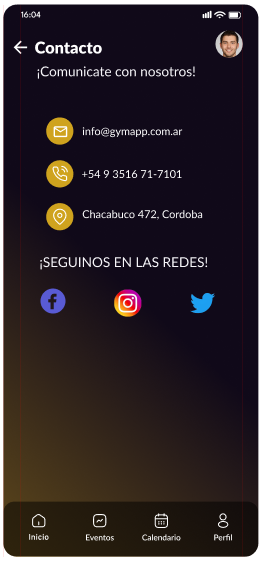 16:04
Contacto
¡Comunicate con nosotros!
info@gymapp.com.ar
+54 9 3516 71-7101
Chacabuco 472, Cordoba
¡SEGUINOS EN LAS REDES!
Inicio Eventos Calendario Perfil